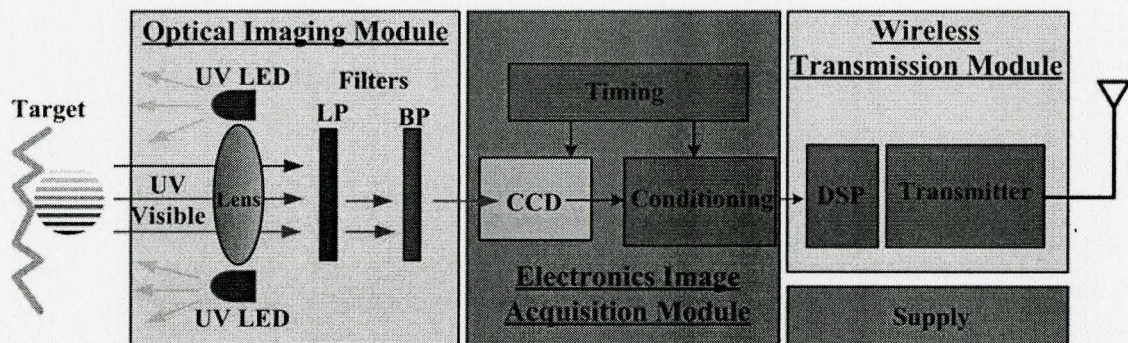 Optical Imaging Module
UV LED
Filters
LP
BP
Target
UV
Visible
Lens
UV LED
Timing
CCD
Conditioning
Electronics Image
Acquisition Module
Wireless
Transmission Module
DSP
Transmitter
Supply